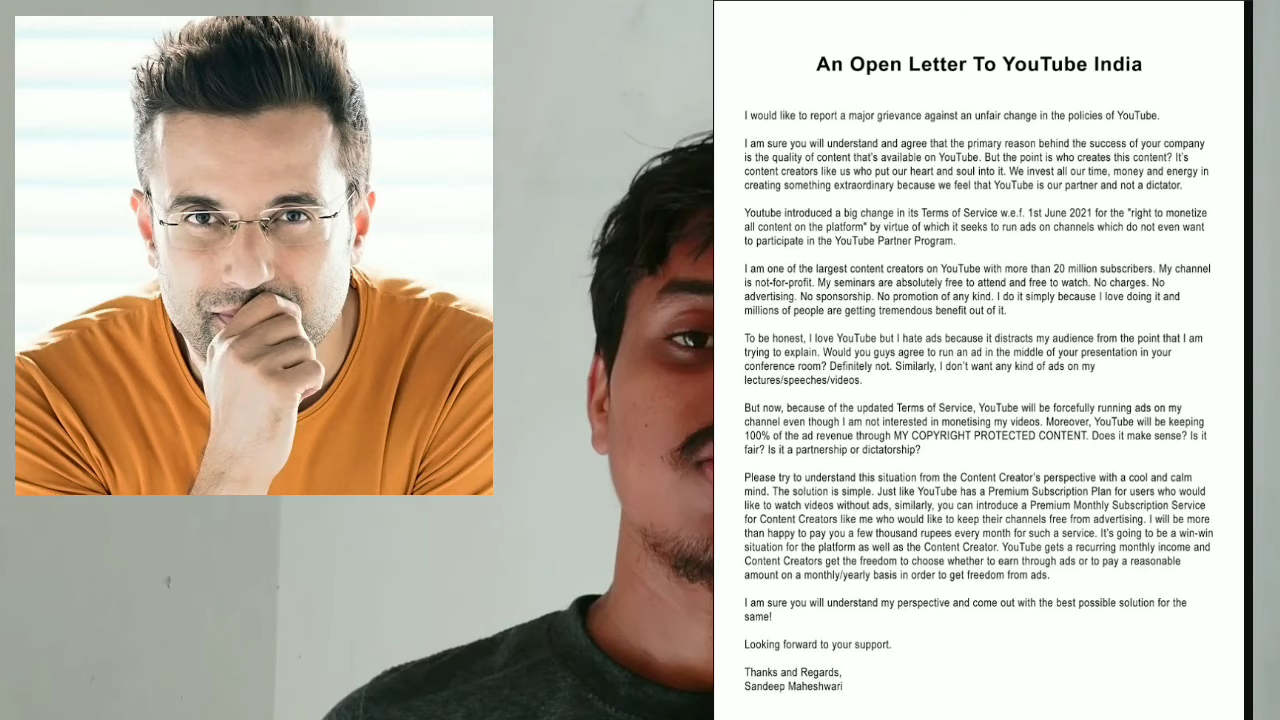 An Open Letter To YouTube India
I would like to report a major grievance against an unfair change in the policies of YouTube.
I am sure you will understand and agree that the primary reason behind the success of your company
is the quality of content that's available on YouTube. But the point is who creates this content? It's
content creators like us who put our heart and soul into it. We invest all our time, money and energy in
creating something extraordinary because we feel that YouTube is our partner and not a dictator.
Youtube introduced a big change in its Terms of Service w.e.f. 1st June 2021 for the "right to monetize
all content on the platform" by virtue of which it seeks to run ads on channels which do not even want
to participate in the YouTube Partner Program.
I am one of the largest content creators on YouTube with more than 20 million subscribers. My channel
is not-for-profit. My seminars are absolutely free to attend and free to watch. No charges. No
advertising. No sponsorship. No promotion of any kind. I do it simply because I love doing it and
millions of people are getting tremendous benefit out of it.
To be honest, I love YouTube but I hate ads because it distracts my audience from the point that I am
trying to explain. Would you guys agree to run an ad in the middle of your presentation in your
conference room? Definitely not. Similarly, I don't want any kind of ads on my
lectures/speeches/videos.
But now, because of the updated Terms of Service, YouTube will be forcefully running ads on my
channel even though I am not interested in monetising my videos. Moreover, YouTube will be keeping
100% of the ad revenue through MY COPYRIGHT PROTECTED CONTENT. Does it make sense? Is it
fair? Is it a partnership or dictatorship?
Please try to understand this situation from the Content Creator's perspective with a cool and calm
mind. The solution is simple. Just like YouTube has a Premium Subscription Plan for users who would
like to watch videos without ads, similarly, you can introduce a Premium Monthly Subscription Service
for Content Creators like me who would like to keep their channels free from advertising. I will be more
than happy to pay you a few thousand rupees every month for such a service. It's going to be a win-win
situation for the platform as well as the Content Creator. YouTube gets a recurring monthly income and
Content Creators get the freedom to choose whether to earn through ads or to pay a reasonable
amount on a monthly/yearly basis in order to get freedom from ads.
I am sure you will understand my perspective and come out with the best possible solution for the
same!
Looking forward to your support.
Thanks and Regards,
Sandeep Maheshwari